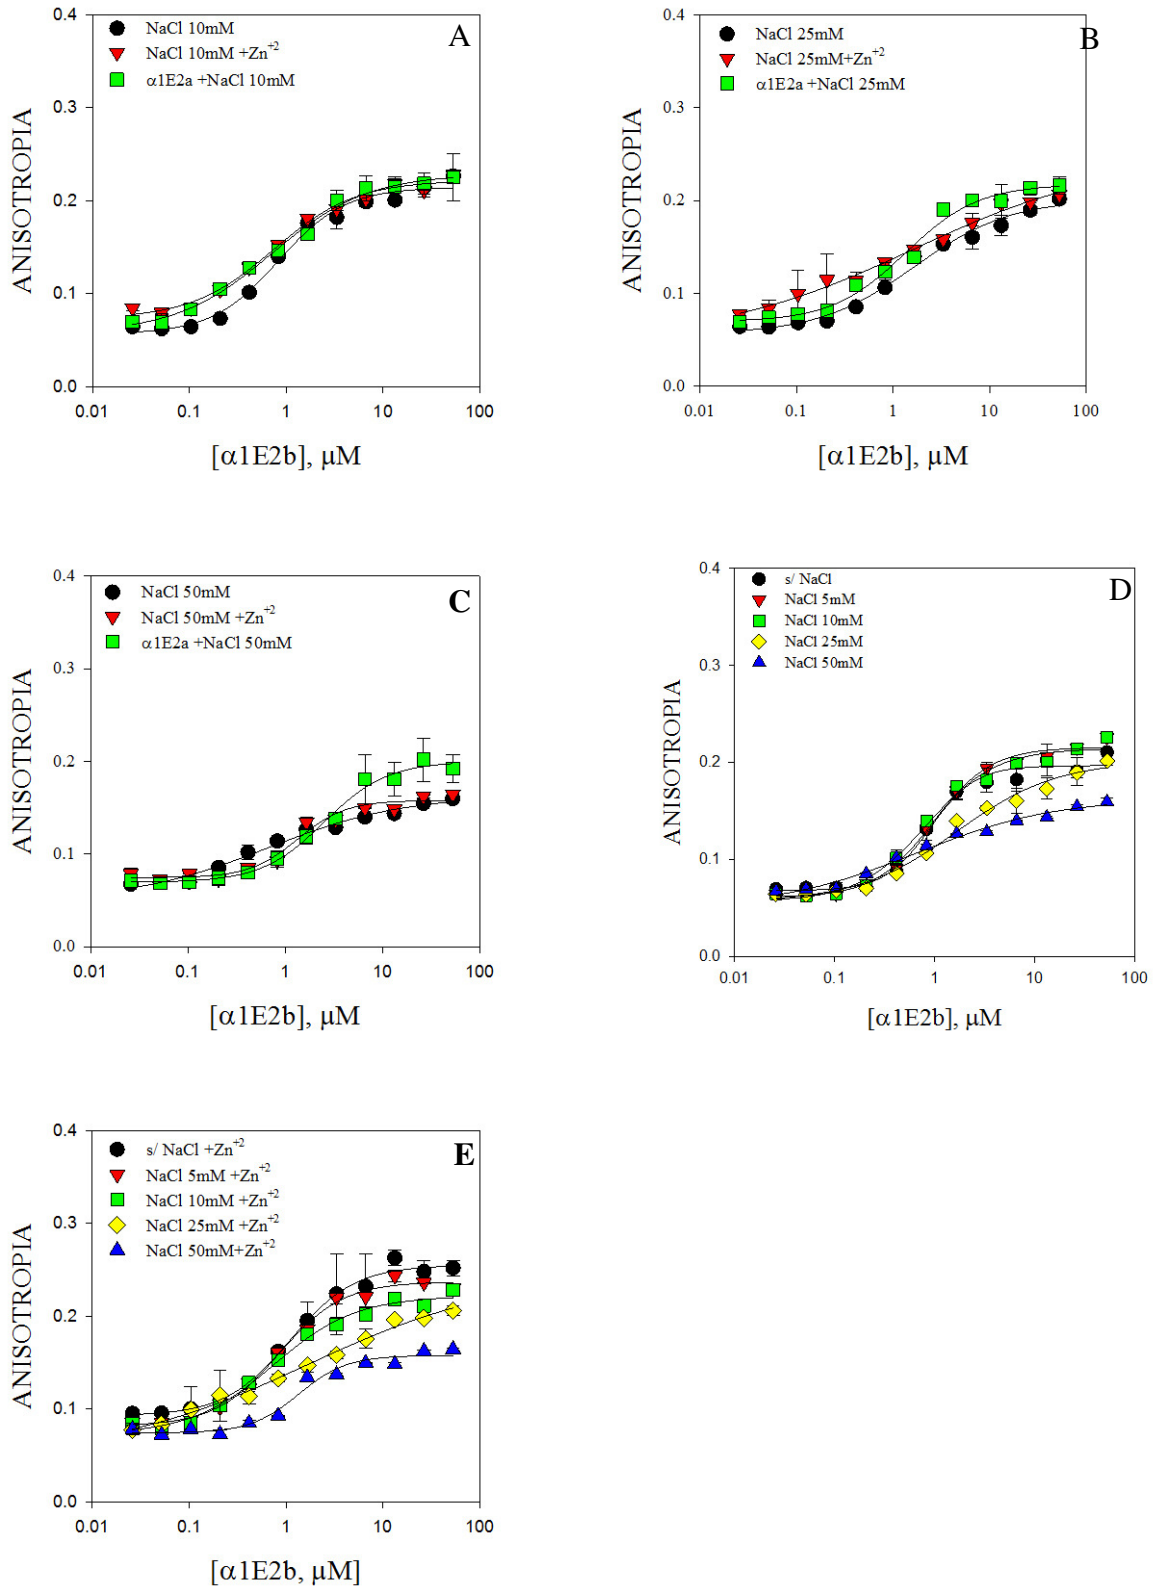 A
NaCl 10mM
NaCl 10mM +Zn+2
α1E2a +NaCl 10mM
ANISOTROPIA
0.4
0.3
0.2
0.1
0.0
0.01 0.1 1 10 100
[α1E2b], μM
B
NaCl 25mM
NaCl 25mM+Zn+2
α1E2a +NaCl 25mM
ANISOTROPIA
0.4
0.3
0.2
0.1
0.0
0.01 0.1 1 10 100
[α1E2b], μM
C
NaCl 50mM
NaCl 50mM +Zn+2
α1E2a +NaCl 50mM
ANISOTROPIA
0.4
0.3
0.2
0.1
0.0
0.01 0.1 1 10 100
[α1E2b], μM
D
s/ NaCl
NaCl 5mM
NaCl 10mM
NaCl 25mM
NaCl 50mM
ANISOTROPIA
0.4
0.3
0.2
0.1
0.0
0.01 0.1 1 10 100
[α1E2b], μM
E
s/ NaCl +Zn+2
NaCl 5mM +Zn+2
NaCl 10mM +Zn+2
NaCl 25mM +Zn+2
NaCl 50mM+Zn+2
ANISOTROPIA
0.4
0.3
0.2
0.1
0.0
0.01 0.1 1 10 100
[α1E2b, μM]